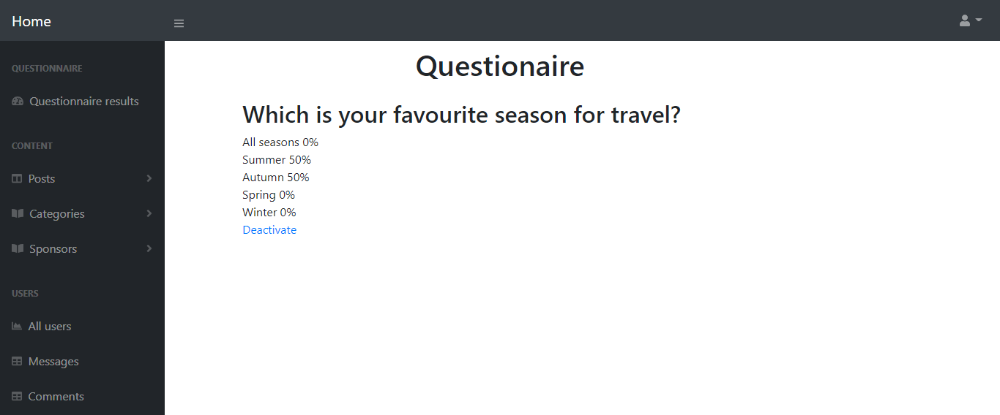 Home
QUESTIONNAIRE
Questionnaire results
CONTENT
Posts
Categories
Sponsors
USERS
All users
Messages
Comments
Questionaire
Which is your favourite season for travel?
All seasons 0%
Summer 50%
Autumn 50%
Spring 0%
Winter 0%
Deactivate